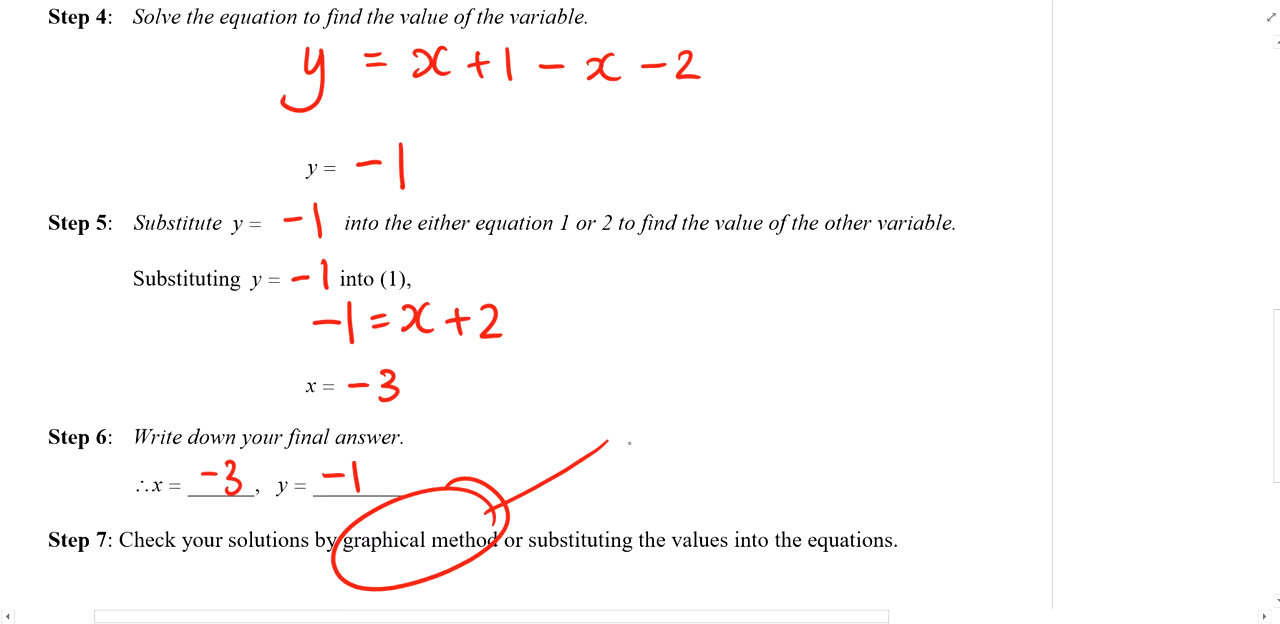 Step 4: Solve the equation to find the value of the variable.
y = x + 1 - x - 2
y = -1
Step 5: Substitute y = -1 into the either equation 1 or 2 to find the value of the other variable.
Substituting y = -1 into (1),
-1 = x + 2
x = -3
Step 6: Write down your final answer.
∴x = -3, y = -1
Step 7: Check your solutions by graphical method or substituting the values into the equations.